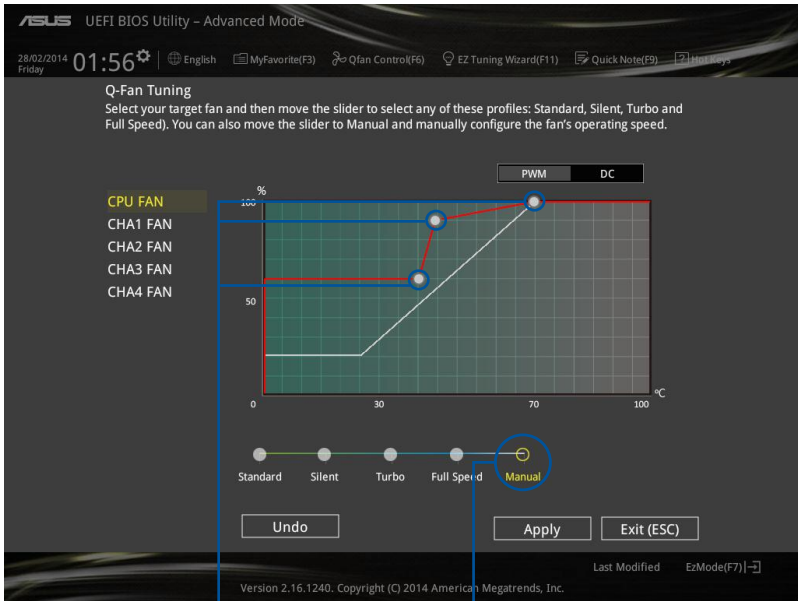 ASUS UEFI BIOS Utility – Advanced Mode
28/02/2014 01:56 English MyFavorite(F3) Qfan Control(F6) EZ Tuning Wizard(F11) Quick Note(F9) ? Hot Keys
Friday
Q-Fan Tuning
Select your target fan and then move the slider to select any of these profiles: Standard, Silent, Turbo and
Full Speed). You can also move the slider to Manual and manually configure the fan's operating speed.
PWM DC
CPU FAN
CHA1 FAN
CHA2 FAN
CHA3 FAN
CHA4 FAN
%
100
50
0 30 70 100 ºC
Standard Silent Turbo Full Speed Manual
Undo Apply Exit (ESC)
Last Modified EzMode(F7)
Version 2.16.1240. Copyright (C) 2014 American Megatrends, Inc.